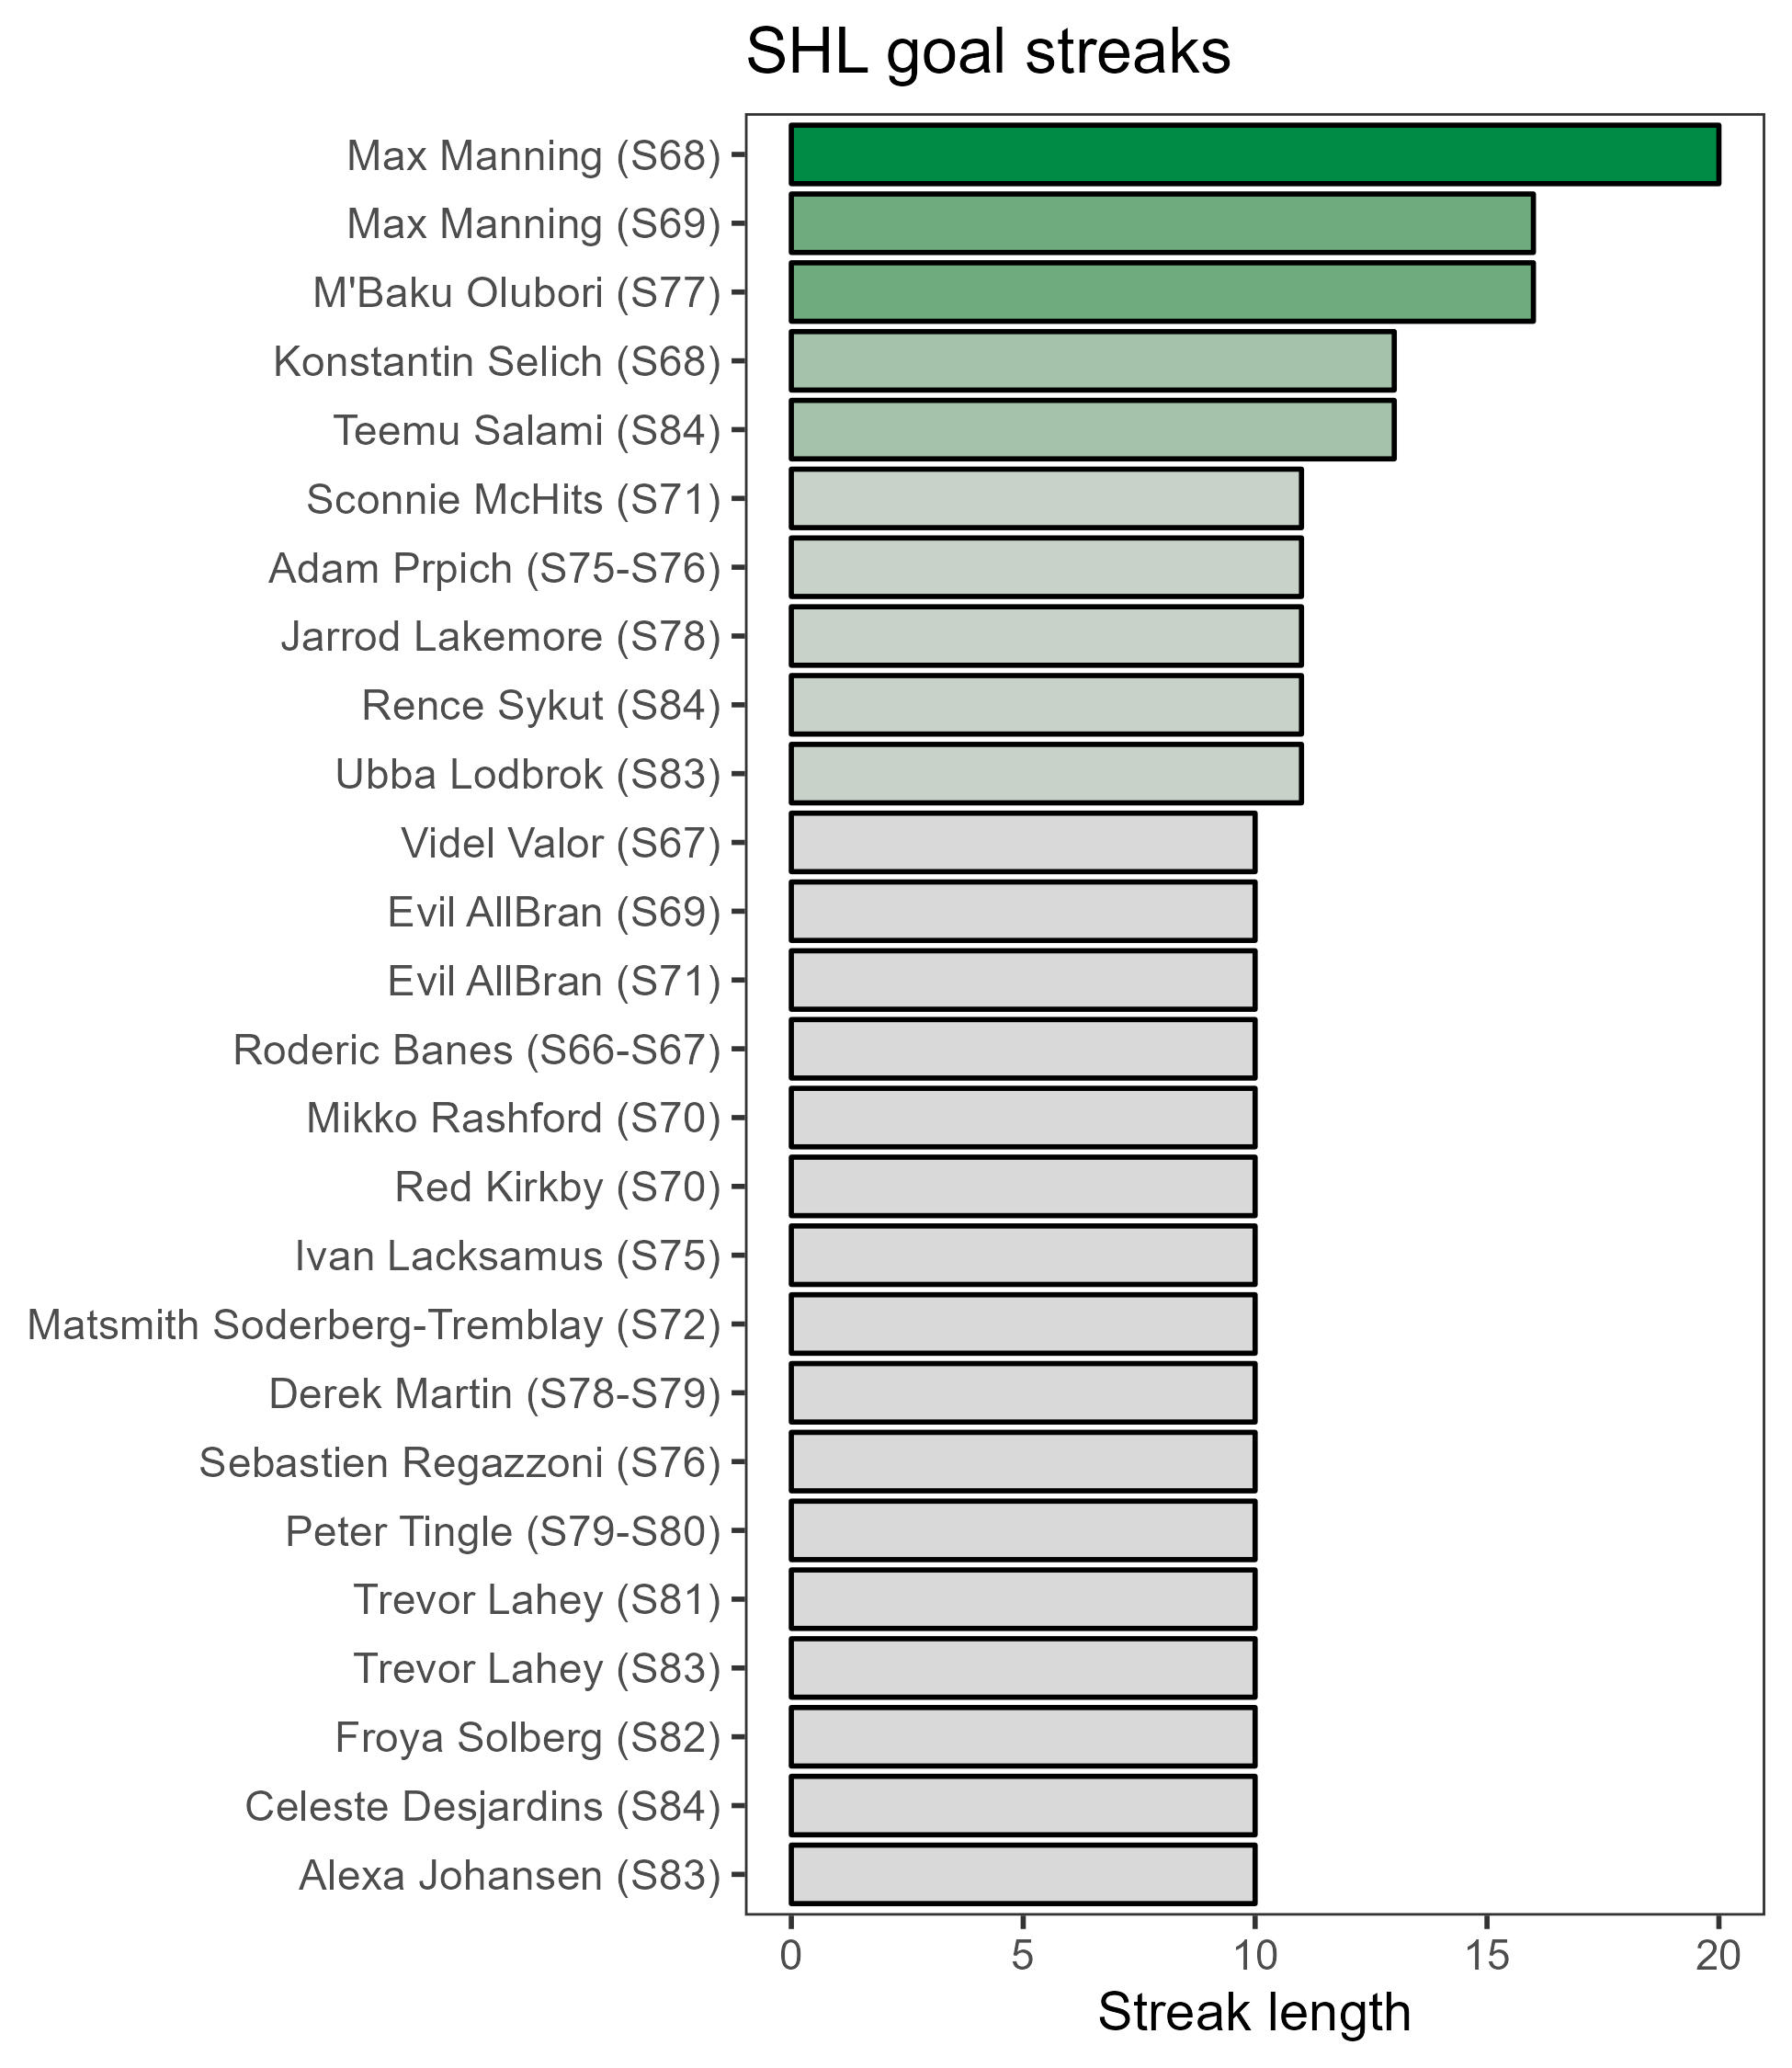 SHL goal streaks
Max Manning (S68)
Max Manning (S69)
M'Baku Olubori (S77)
Konstantin Selich (S68)
Teemu Salami (S84)
Sconnie McHits (S71)
Adam Prpich (S75-S76)
Jarrod Lakemore (S78)
Rence Sykut (S84)
Ubba Lodbrok (S83)
Videl Valor (S67)
Evil AllBran (S69)
Evil AllBran (S71)
Roderic Banes (S66-S67)
Mikko Rashford (S70)
Red Kirkby (S70)
Ivan Lacksamus (S75)
Matsmith Soderberg-Tremblay (S72)
Derek Martin (S78-S79)
Sebastien Regazzoni (S76)
Peter Tingle (S79-S80)
Trevor Lahey (S81)
Trevor Lahey (S83)
Froya Solberg (S82)
Celeste Desjardins (S84)
Alexa Johansen (S83)
0 5 10 15 20
Streak length